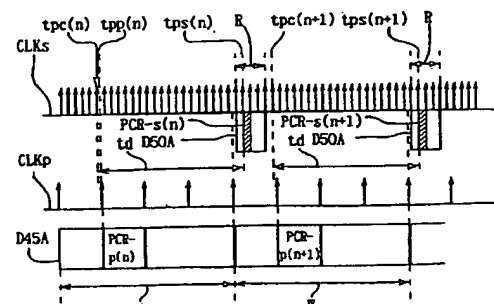 tpc(n) tpp(n) tps(n) R tpc(n+1) tps(n+1) R
CLKs
PCR-s(n) PCR-s(n+1)
td D50A td D50A
CLKp
D45A PCR-p(n) PCR-p(n+1)